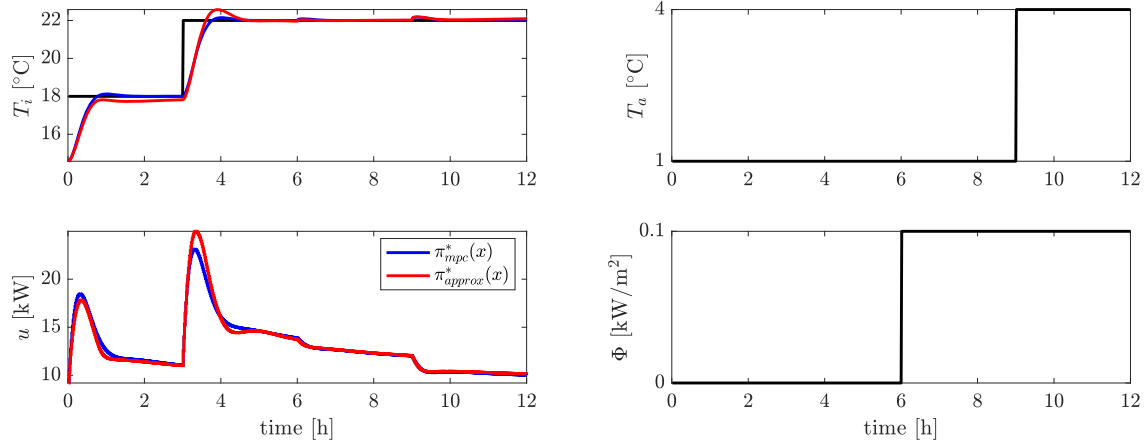 22
20
18
16
T_i [°C]
0 2 4 6 8 10 12
4
1
T_a [°C]
0 2 4 6 8 10 12
20
15
10
u [kW]
π*_mpc(x)
π*_approx(x)
0 2 4 6 8 10 12
time [h]
0.1
0
Φ [kW/m²]
0 2 4 6 8 10 12
time [h]